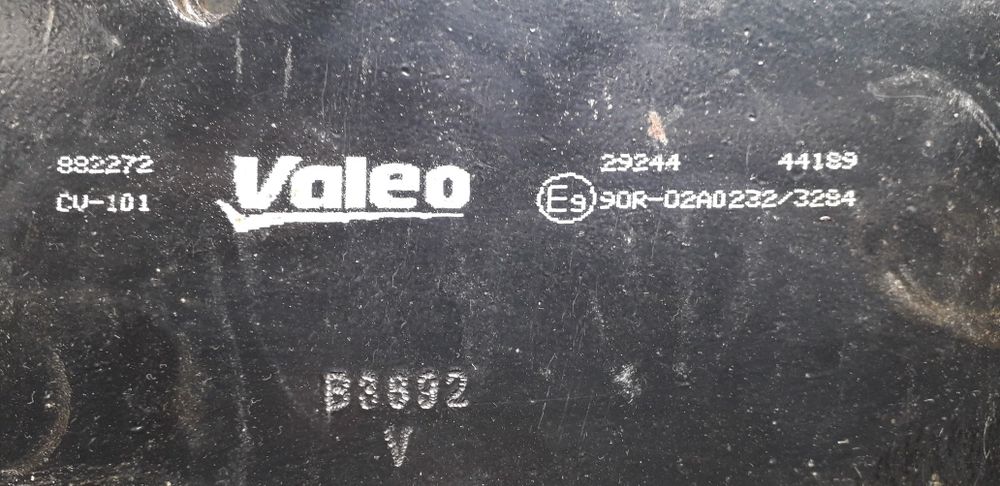 882272 Valeo 29244 44189
CV-101 E9 90R-02A0232/3284
B3692
V